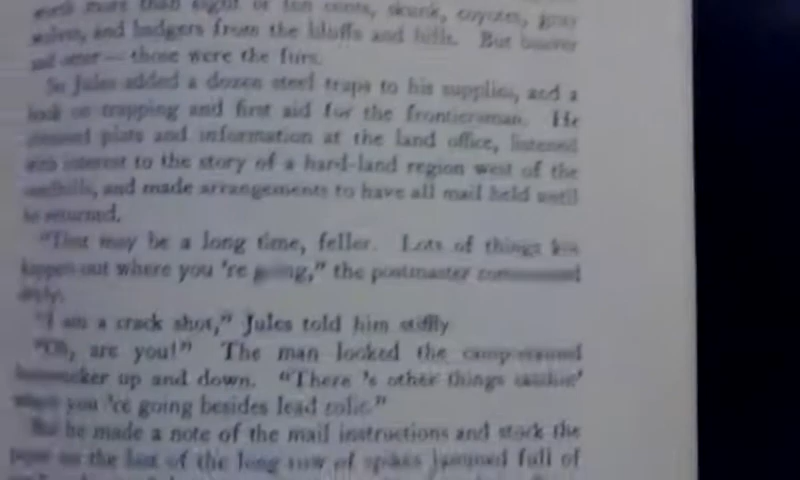 more than eight or ten cents, skunk, coyotes, gray
wolves, and badgers from the bluffs and hills. But beaver
and otter — those were the furs.
So Jules added a dozen steel traps to his supplies, and a
book on trapping and first aid for the frontiersman. He
plats and information at the land office, listened
with interest to the story of a hard-land region west of the
sandhills, and made arrangements to have all mail held until
he returned.
"That may be a long time, feller. Lots of things
happen out where you 're going," the postmaster commented
"I am a crack shot," Jules told him stiffly
"Oh, are you!" The man looked the
up and down. "There 's other things
where you 're going besides lead colic."
But he made a note of the mail instructions and stuck the
paper on the last of the long row of spikes jammed full of